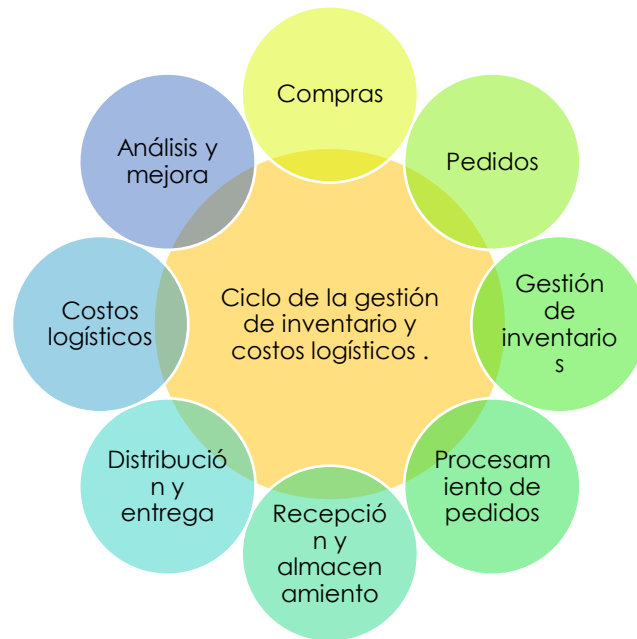 Compras
Pedidos
Gestión
de
inventario
s
Procesam
iento de
pedidos
Recepció
n y
almacen
amiento
Distribució
n y
entrega
Costos
logísticos
Análisis y
mejora
Ciclo de la gestión
de inventario y
costos logísticos .